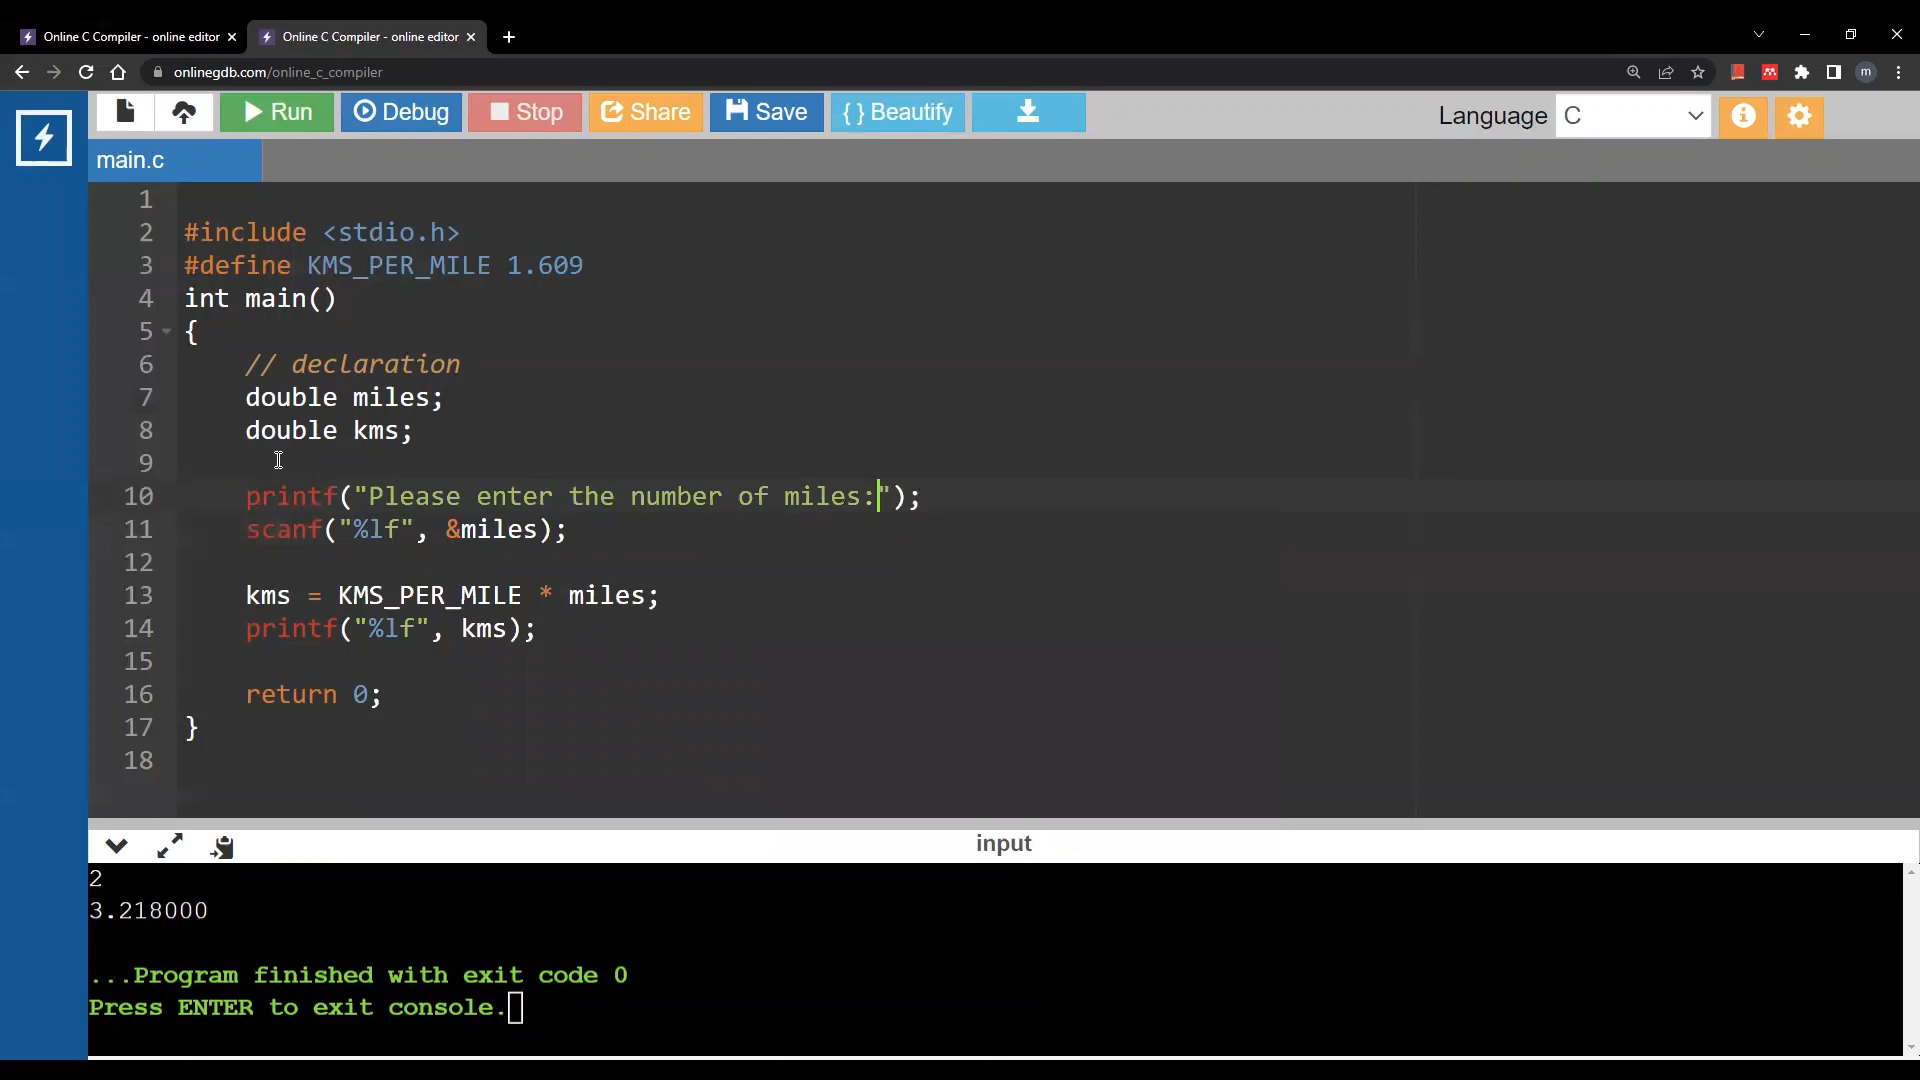 Online C Compiler - online editor
Online C Compiler - online editor
onlinegdb.com/online_c_compiler
m
Run
Debug
Stop
Share
Save
{ } Beautify
Language C
main.c
1
2 #include <stdio.h>
3 #define KMS_PER_MILE 1.609
4 int main()
5 {
6 // declaration
7 double miles;
8 double kms;
9
10 printf("Please enter the number of miles:");
11 scanf("%lf", &miles);
12
13 kms = KMS_PER_MILE * miles;
14 printf("%lf", kms);
15
16 return 0;
17 }
18
input
2
3.218000
...Program finished with exit code 0
Press ENTER to exit console.